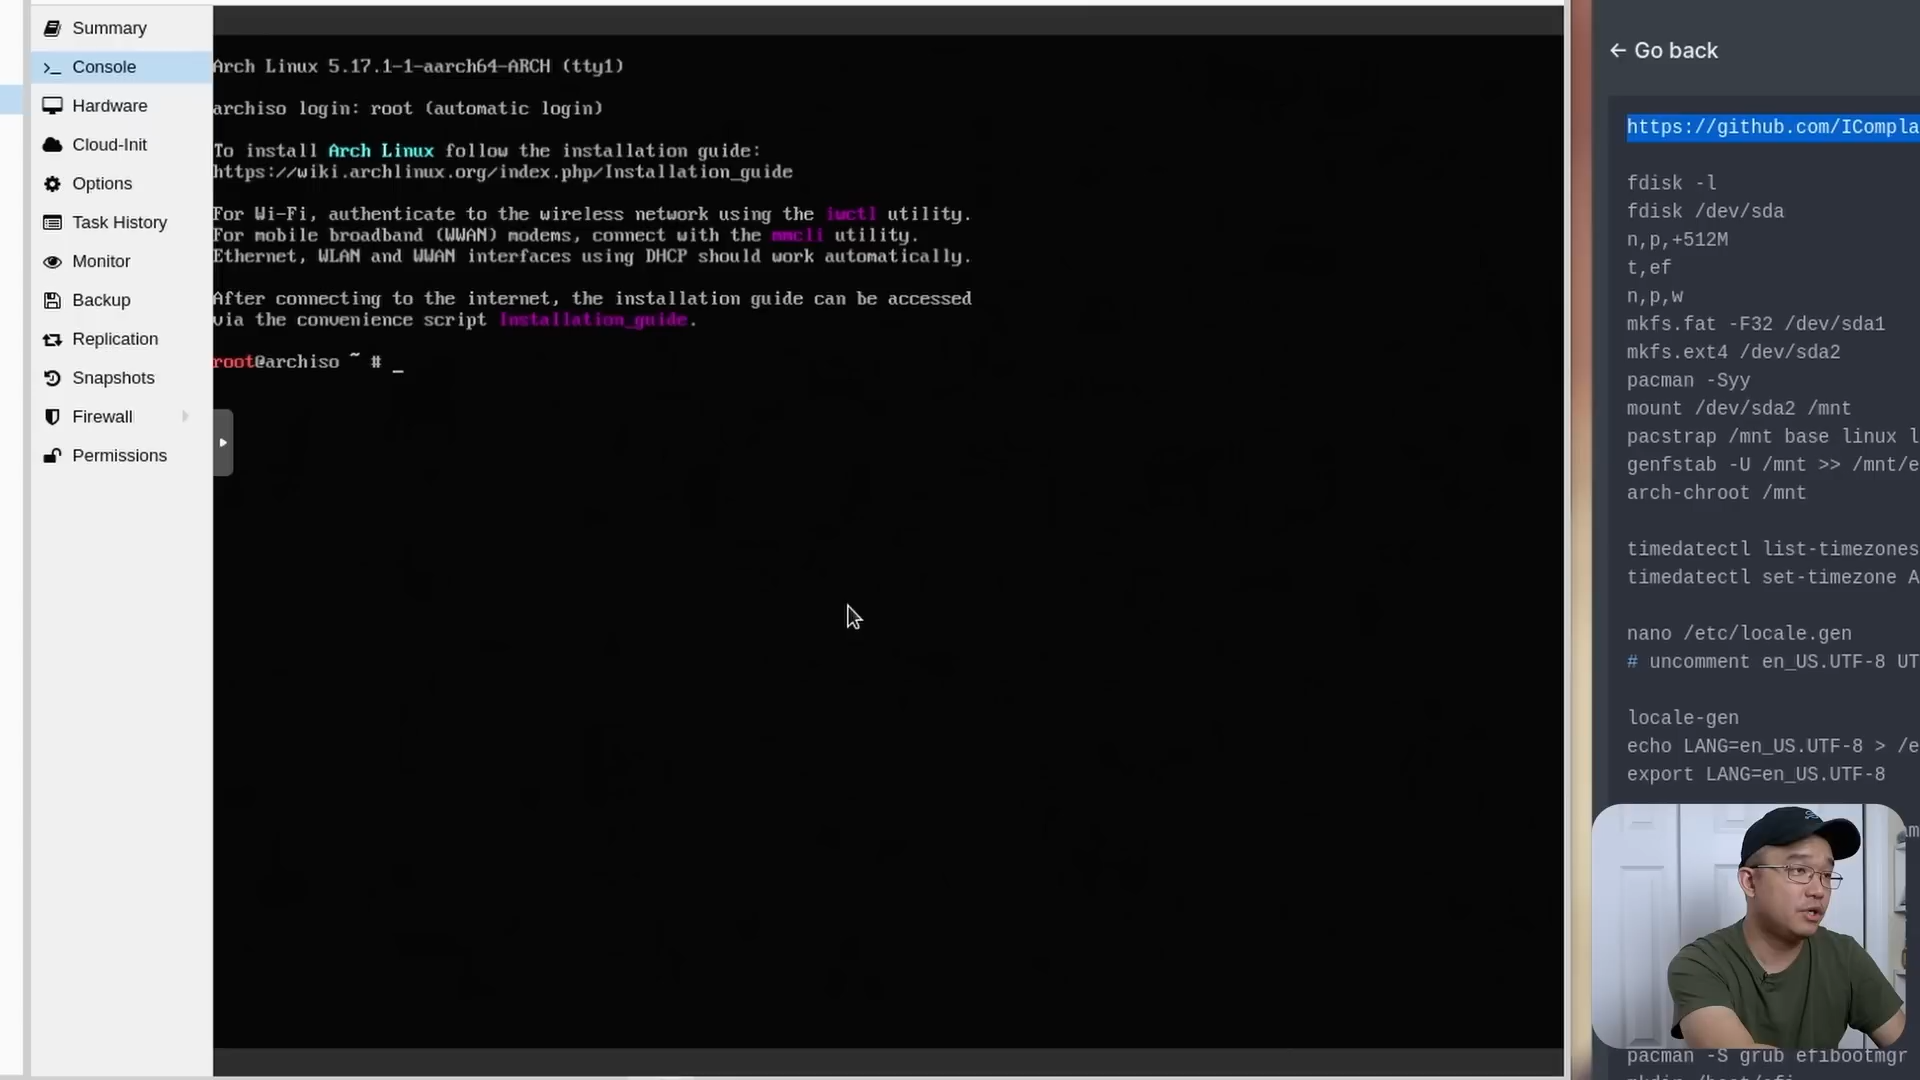 Summary
Console
Hardware
Cloud-Init
Options
Task History
Monitor
Backup
Replication
Snapshots
Firewall
Permissions
Arch Linux 5.17.1-1-aarch64-ARCH (tty1)
archiso login: root (automatic login)
To install Arch Linux follow the installation guide:
https://wiki.archlinux.org/index.php/Installation_guide
For Wi-Fi, authenticate to the wireless network using the iwctl utility.
For mobile broadband (WWAN) modems, connect with the mmcli utility.
Ethernet, WLAN and WWAN interfaces using DHCP should work automatically.
After connecting to the internet, the installation guide can be accessed
via the convenience script Installation_guide.
root@archiso ~ # _
← Go back
https://github.com/ICompla
fdisk -l
fdisk /dev/sda
n,p,+512M
t,ef
n,p,w
mkfs.fat -F32 /dev/sda1
mkfs.ext4 /dev/sda2
pacman -Syy
mount /dev/sda2 /mnt
pacstrap /mnt base linux l
genfstab -U /mnt >> /mnt/e
arch-chroot /mnt
timedatectl list-timezones
timedatectl set-timezone A
nano /etc/locale.gen
# uncomment en_US.UTF-8 UT
locale-gen
echo LANG=en_US.UTF-8 > /e
export LANG=en_US.UTF-8
pacman -S grub efibootmgr